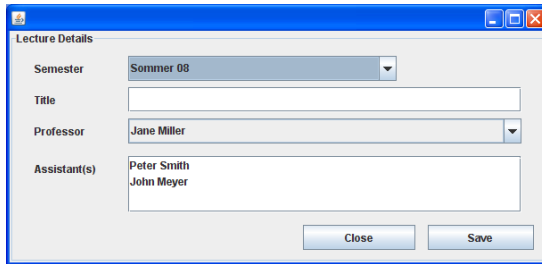 Lecture Details
Semester Sommer 08
Title
Professor Jane Miller
Assistant(s) Peter Smith
John Meyer
Close Save